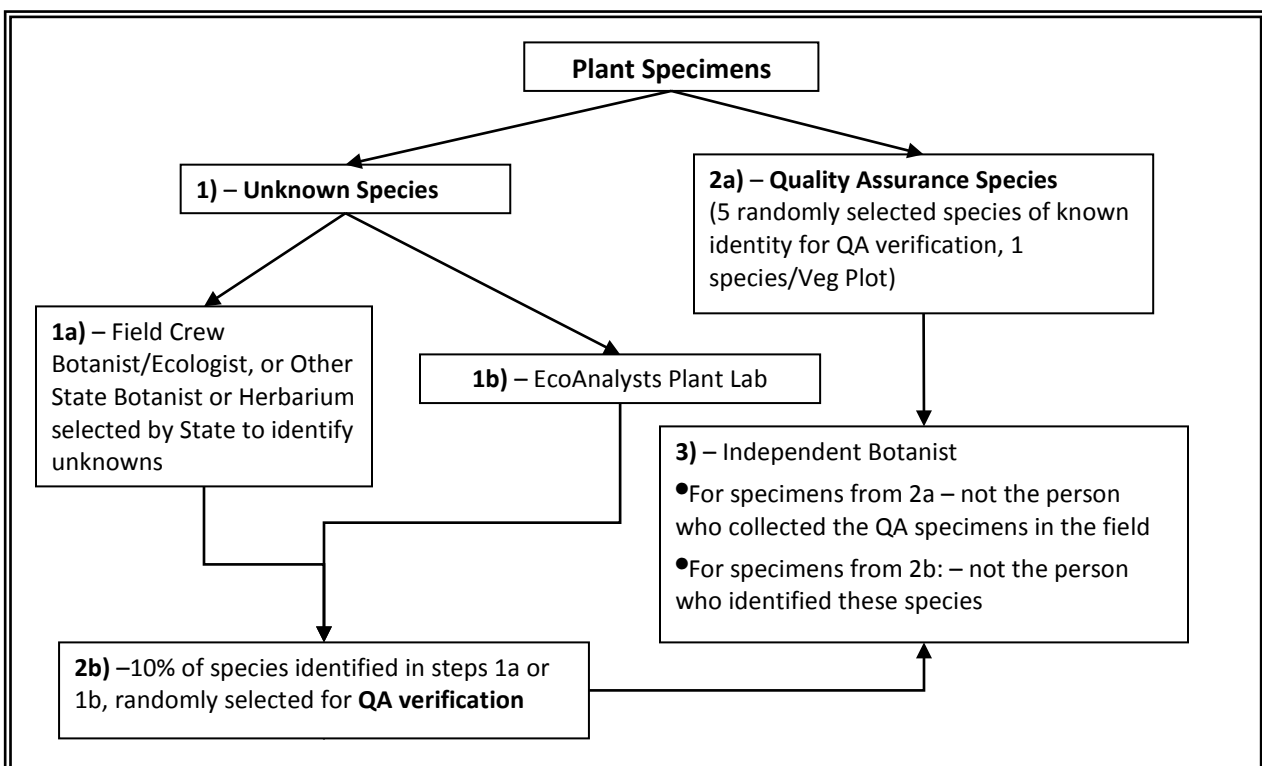 Plant Specimens
1) – Unknown Species
2a) – Quality Assurance Species
(5 randomly selected species of known
identity for QA verification, 1
species/Veg Plot)
1a) – Field Crew
Botanist/Ecologist, or Other
State Botanist or Herbarium
selected by State to identify
unknowns
1b) – EcoAnalysts Plant Lab
3) – Independent Botanist
●For specimens from 2a – not the person
who collected the QA specimens in the field
●For specimens from 2b: – not the person
who identified these species
2b) –10% of species identified in steps 1a or
1b, randomly selected for QA verification